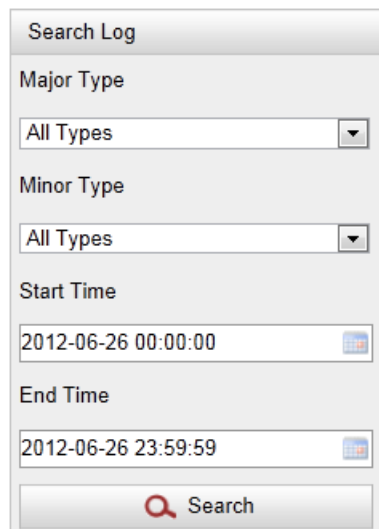 Search Log
Major Type
All Types
Minor Type
All Types
Start Time
2012-06-26 00:00:00
End Time
2012-06-26 23:59:59
Search